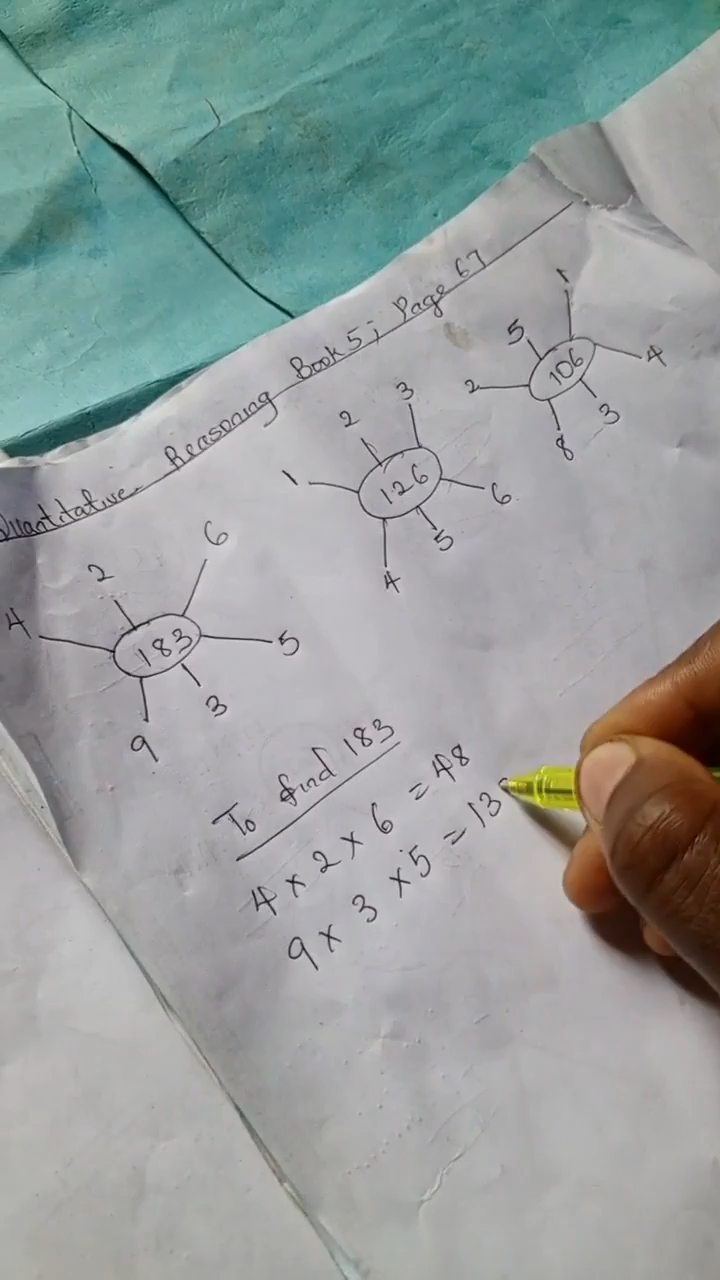 Quantitative Reasoning Book 5; Page 67
4 2 6 183 5 3 9
1 2 3 126 6 5 4
2 5 1 106 4 3 8
To find 183
4 × 2 × 6 = 48
9 × 3 × 5 = 13